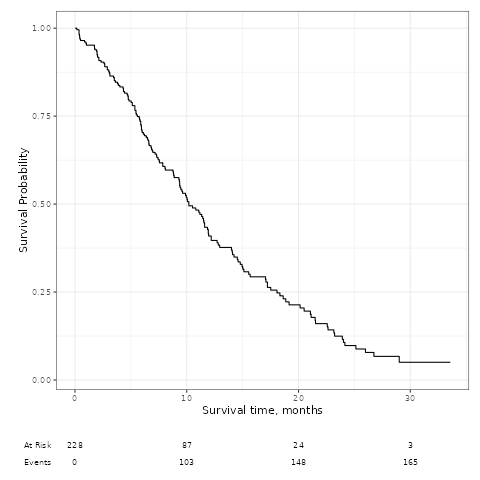 1.00
0.75
0.50
0.25
0.00
Survival Probability
0 10 20 30
Survival time, months
At Risk 228 87 24 3
Events 0 103 148 165